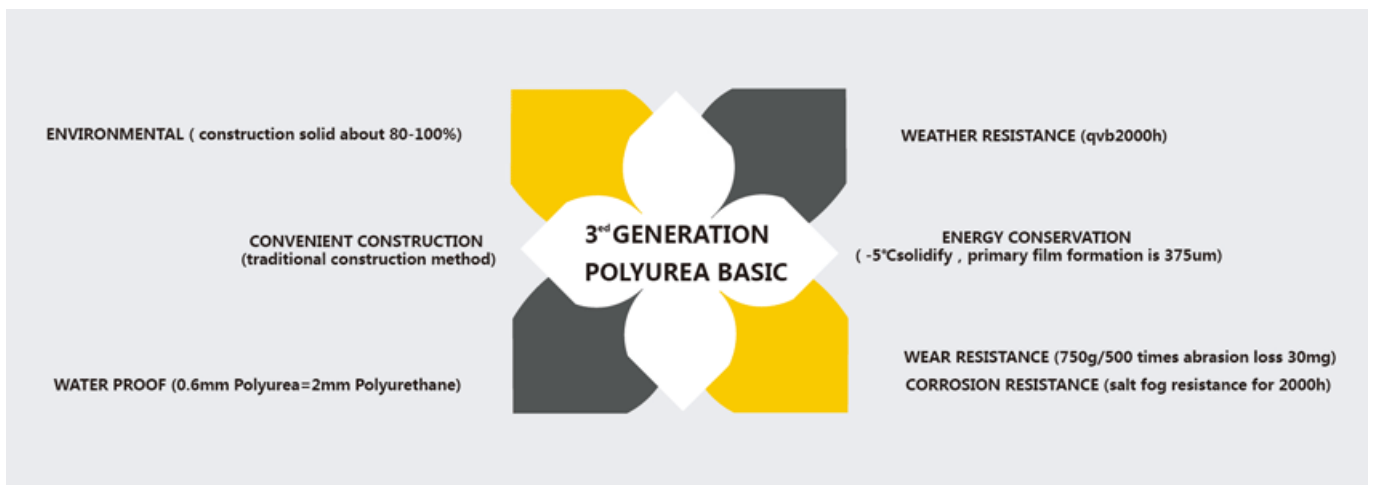 ENVIRONMENTAL ( construction solid about 80-100%)
CONVENIENT CONSTRUCTION
(traditional construction method)
WATER PROOF (0.6mm Polyurea=2mm Polyurethane)
3ed GENERATION
POLYUREA BASIC
WEATHER RESISTANCE (qvb2000h)
ENERGY CONSERVATION
( -5℃solidify , primary film formation is 375um)
WEAR RESISTANCE (750g/500 times abrasion loss 30mg)
CORROSION RESISTANCE (salt fog resistance for 2000h)